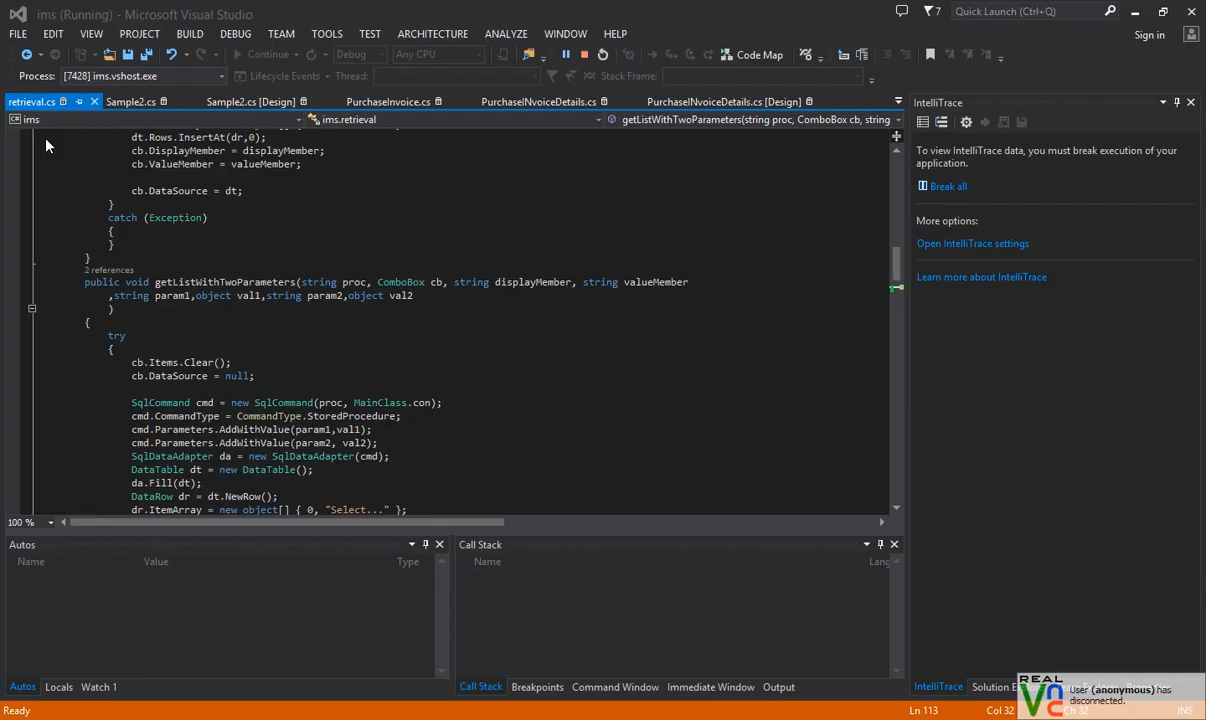 ims (Running) - Microsoft Visual Studio
7
Quick Launch (Ctrl+Q)
FILE EDIT VIEW PROJECT BUILD DEBUG TEAM TOOLS TEST ARCHITECTURE ANALYZE WINDOW HELP
Sign in
Continue Debug Any CPU Code Map
Process: [7428] ims.vshost.exe Lifecycle Events Thread: Stack Frame:
retrieval.cs Sample2.cs Sample2.cs [Design] PurchaseInvoice.cs PurchaseINvoiceDetails.cs PurchaseINvoiceDetails.cs [Design]
ims ims.retrieval getListWithTwoParameters(string proc, ComboBox cb, string
dt.Rows.InsertAt(dr,0);
cb.DisplayMember = displayMember;
cb.ValueMember = valueMember;
cb.DataSource = dt;
}
catch (Exception)
{
}
}
2 references
public void getListWithTwoParameters(string proc, ComboBox cb, string displayMember, string valueMember
,string param1,object val1,string param2,object val2
)
{
try
{
cb.Items.Clear();
cb.DataSource = null;
SqlCommand cmd = new SqlCommand(proc, MainClass.con);
cmd.CommandType = CommandType.StoredProcedure;
cmd.Parameters.AddWithValue(param1,val1);
cmd.Parameters.AddWithValue(param2, val2);
SqlDataAdapter da = new SqlDataAdapter(cmd);
DataTable dt = new DataTable();
da.Fill(dt);
DataRow dr = dt.NewRow();
dr.ItemArray = new object[] { 0, "Select..." };
100 %
IntelliTrace
To view IntelliTrace data, you must break execution of your
application.
Break all
More options:
Open IntelliTrace settings
Learn more about IntelliTrace
Autos
Name Value Type
Call Stack
Name Lang
Autos Locals Watch 1
Call Stack Breakpoints Command Window Immediate Window Output
IntelliTrace Solution
REAL
VNC
User (anonymous) has
disconnected.
Ready
Ln 113 Col 32 Ch 32 INS